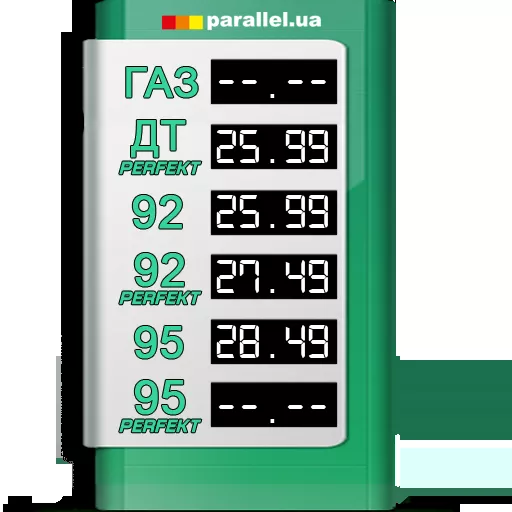 parallel.ua
ГАЗ --.--
ДТ 25.99
PERFEKT
92 25.99
92 27.49
PERFEKT
95 28.49
95 --.--
PERFEKT